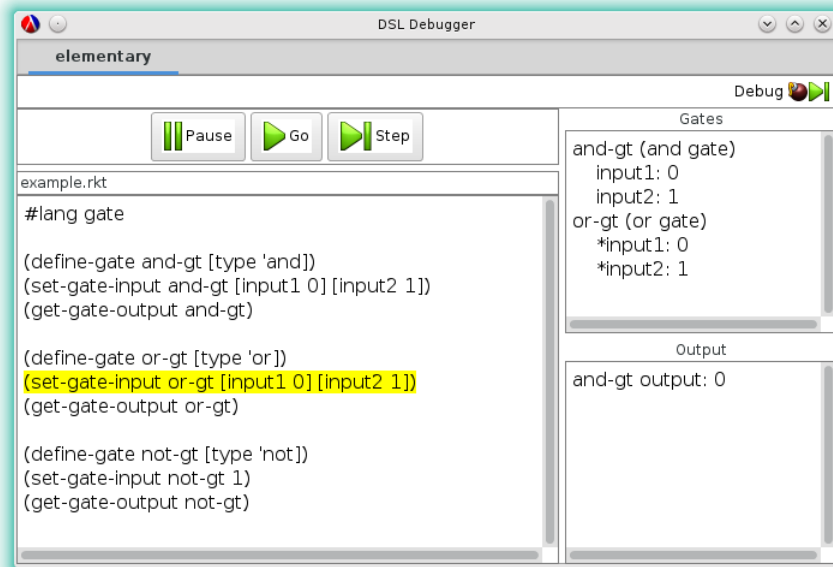 DSL Debugger
elementary
Debug
Pause
Go
Step
example.rkt
#lang gate
(define-gate and-gt [type 'and])
(set-gate-input and-gt [input1 0] [input2 1])
(get-gate-output and-gt)
(define-gate or-gt [type 'or])
(set-gate-input or-gt [input1 0] [input2 1])
(get-gate-output or-gt)
(define-gate not-gt [type 'not])
(set-gate-input not-gt 1)
(get-gate-output not-gt)
Gates
and-gt (and gate)
input1: 0
input2: 1
or-gt (or gate)
*input1: 0
*input2: 1
Output
and-gt output: 0